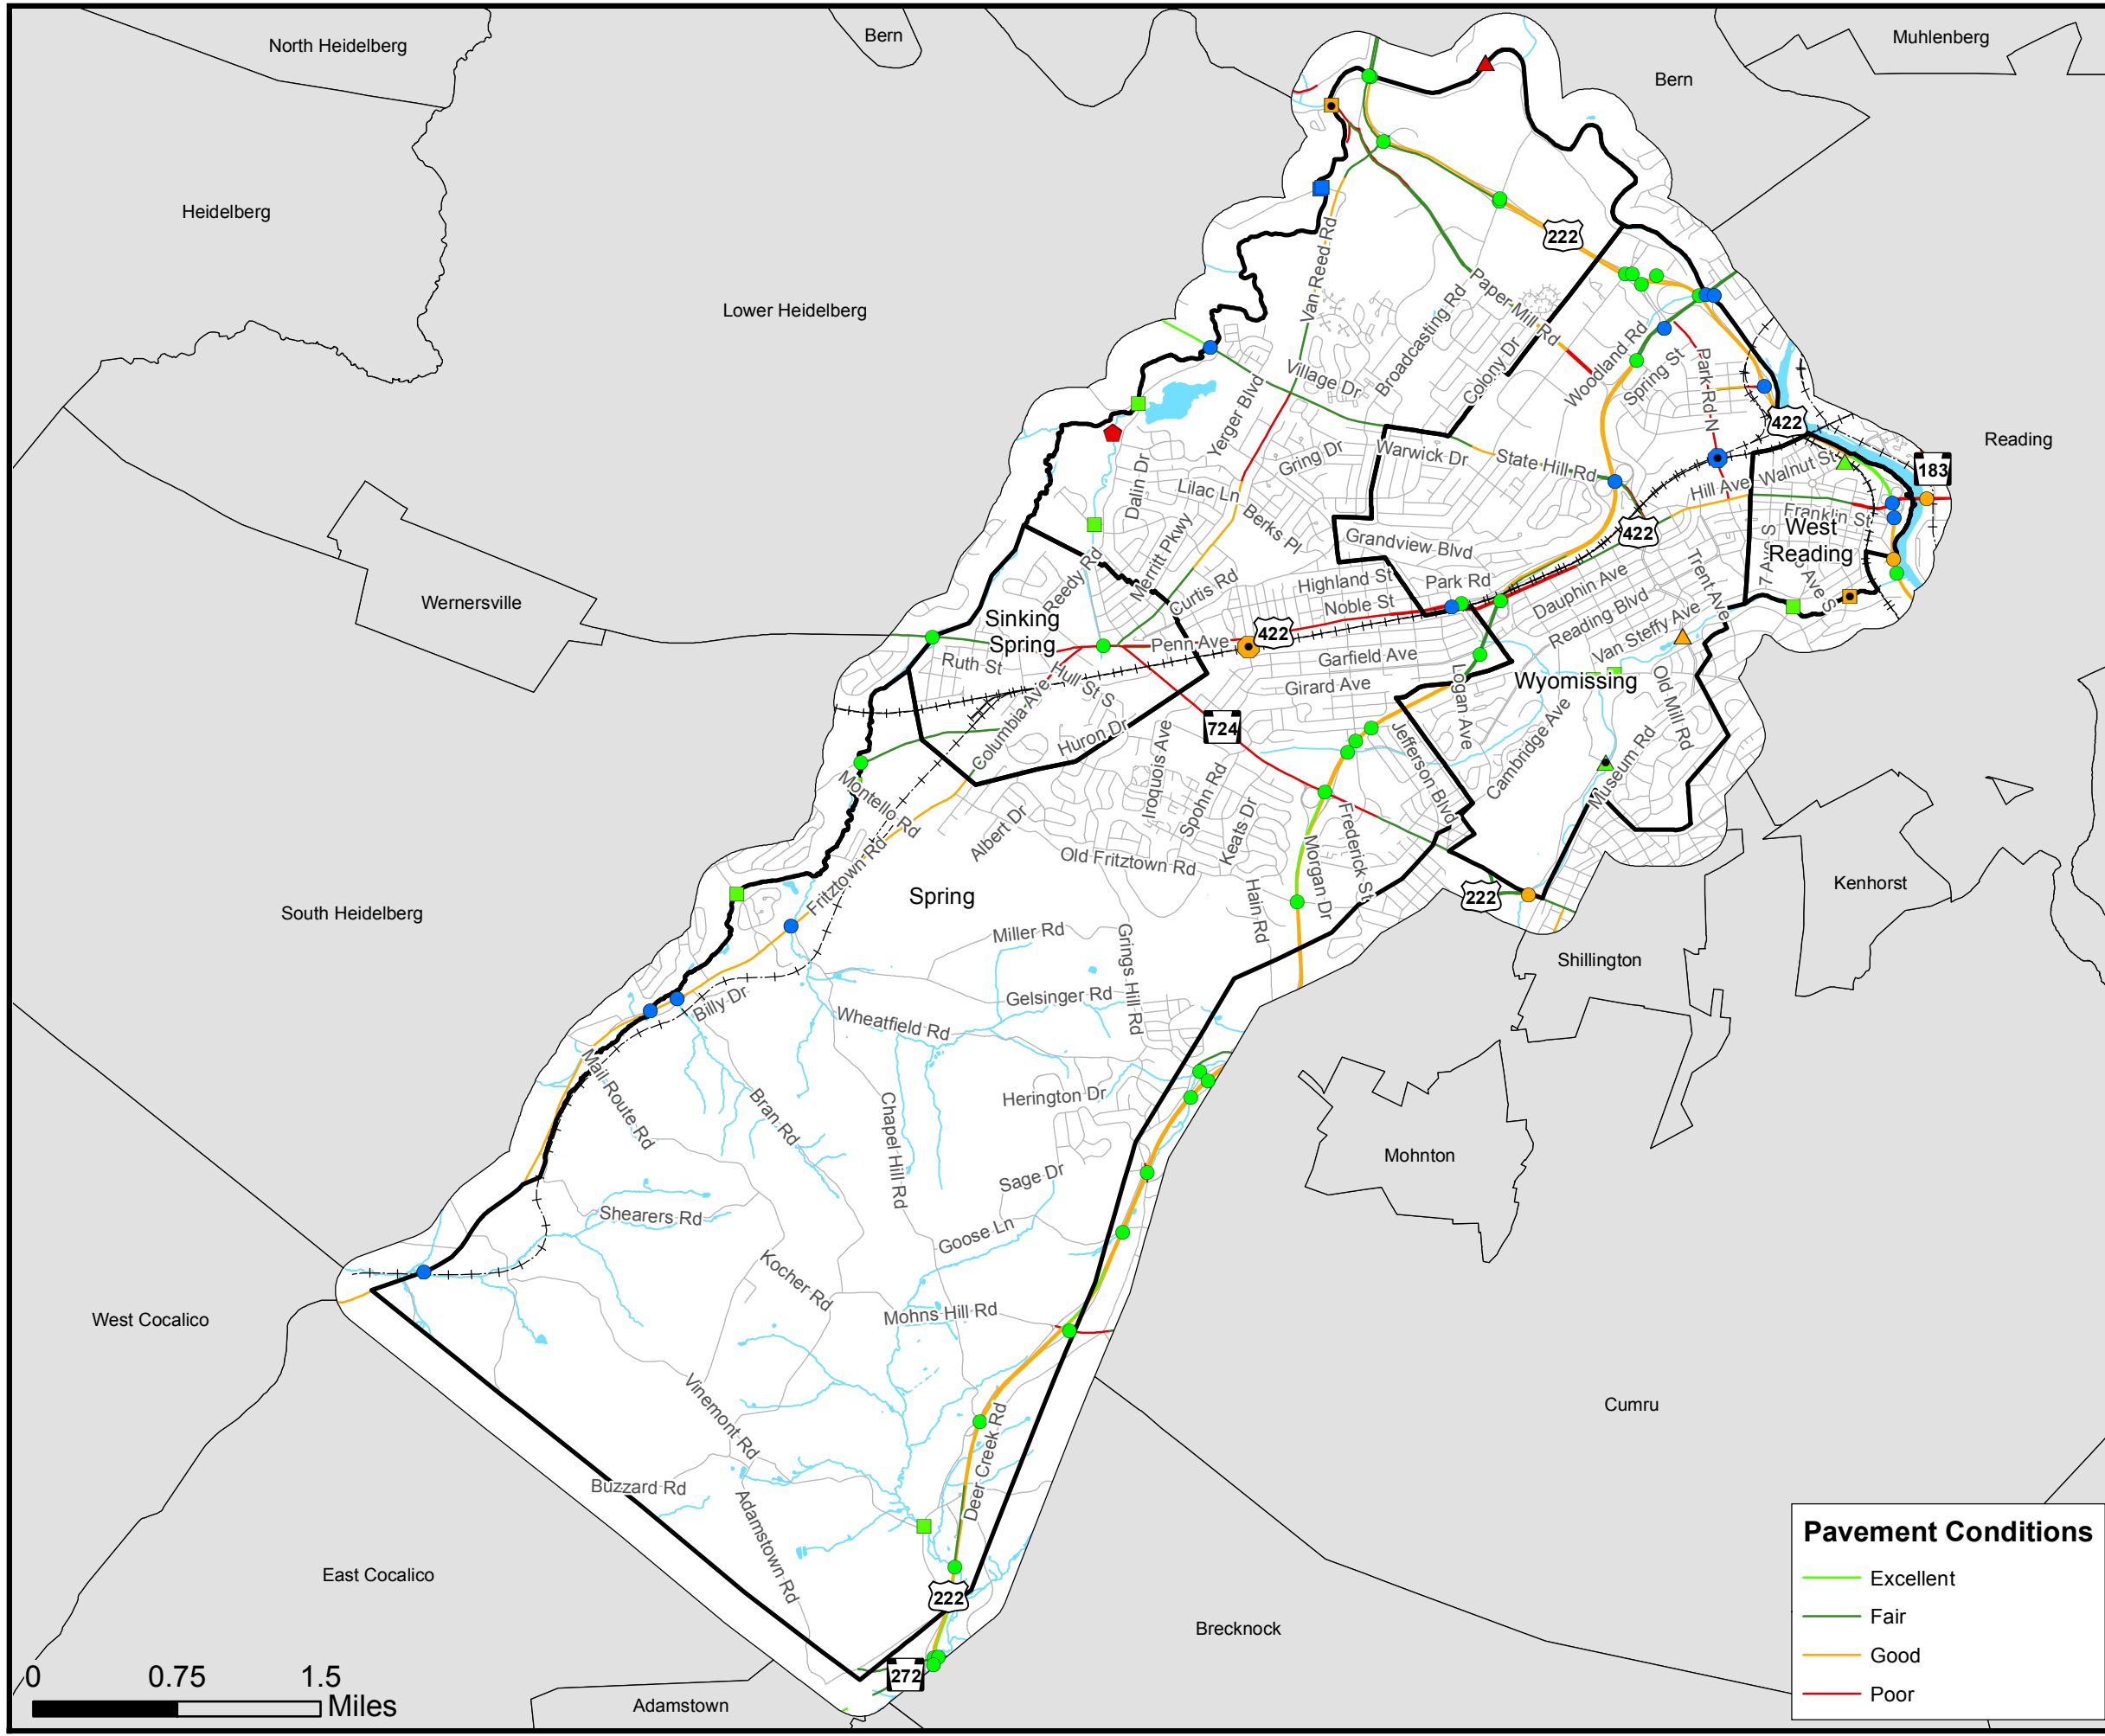 North Heidelberg
Bern
Muhlenberg
Bern
Heidelberg
Lower Heidelberg
Reading
Wernersville
South Heidelberg
Kenhorst
Shillington
Mohnton
Cumru
West Cocalico
East Cocalico
Brecknock
Adamstown
222
Van Reed Rd
Paper Mill Rd
Broadcasting Rd
Colony Dr
Woodland Rd
Spring St
Park Rd N
Village Dr
Yerger Blvd
422
183
Gring Dr
Warwick Dr
State Hill Rd
Hill Ave
Walnut St
Dalin Dr
Lilac Ln
Berks Pl
Merritt Pkwy
Grandview Blvd
422
Franklin St
West
Reading
7 Ave S
Reedy Rd
Curtis Rd
Highland St
Noble St
Park Rd
Dauphin Ave
Reading Blvd
Trent Ave
Van Steffy Ave
Sinking
Spring
Penn Ave
422
Ruth St
Hull St S
Garfield Ave
Girard Ave
Logan Ave
Wyomissing
Old Mill Rd
Columbia Ave
Huron Dr
724
Iroquois Ave
Spohn Rd
Keats Dr
Jefferson Blvd
Cambridge Ave
Museum Rd
Montello Rd
Fritztown Rd
Albert Dr
Old Fritztown Rd
Morgan Dr
Frederick St
Hain Rd
222
Spring
Miller Rd
Grings Hill Rd
Billy Dr
Gelsinger Rd
Wheatfield Rd
Mail Route Rd
Bran Rd
Chapel Hill Rd
Herington Dr
Sage Dr
Shearers Rd
Goose Ln
Kocher Rd
Mohns Hill Rd
Vinemont Rd
Buzzard Rd
Adamstown Rd
Deer Creek Rd
222
272
0 0.75 1.5
Miles
Pavement Conditions
Excellent
Fair
Good
Poor